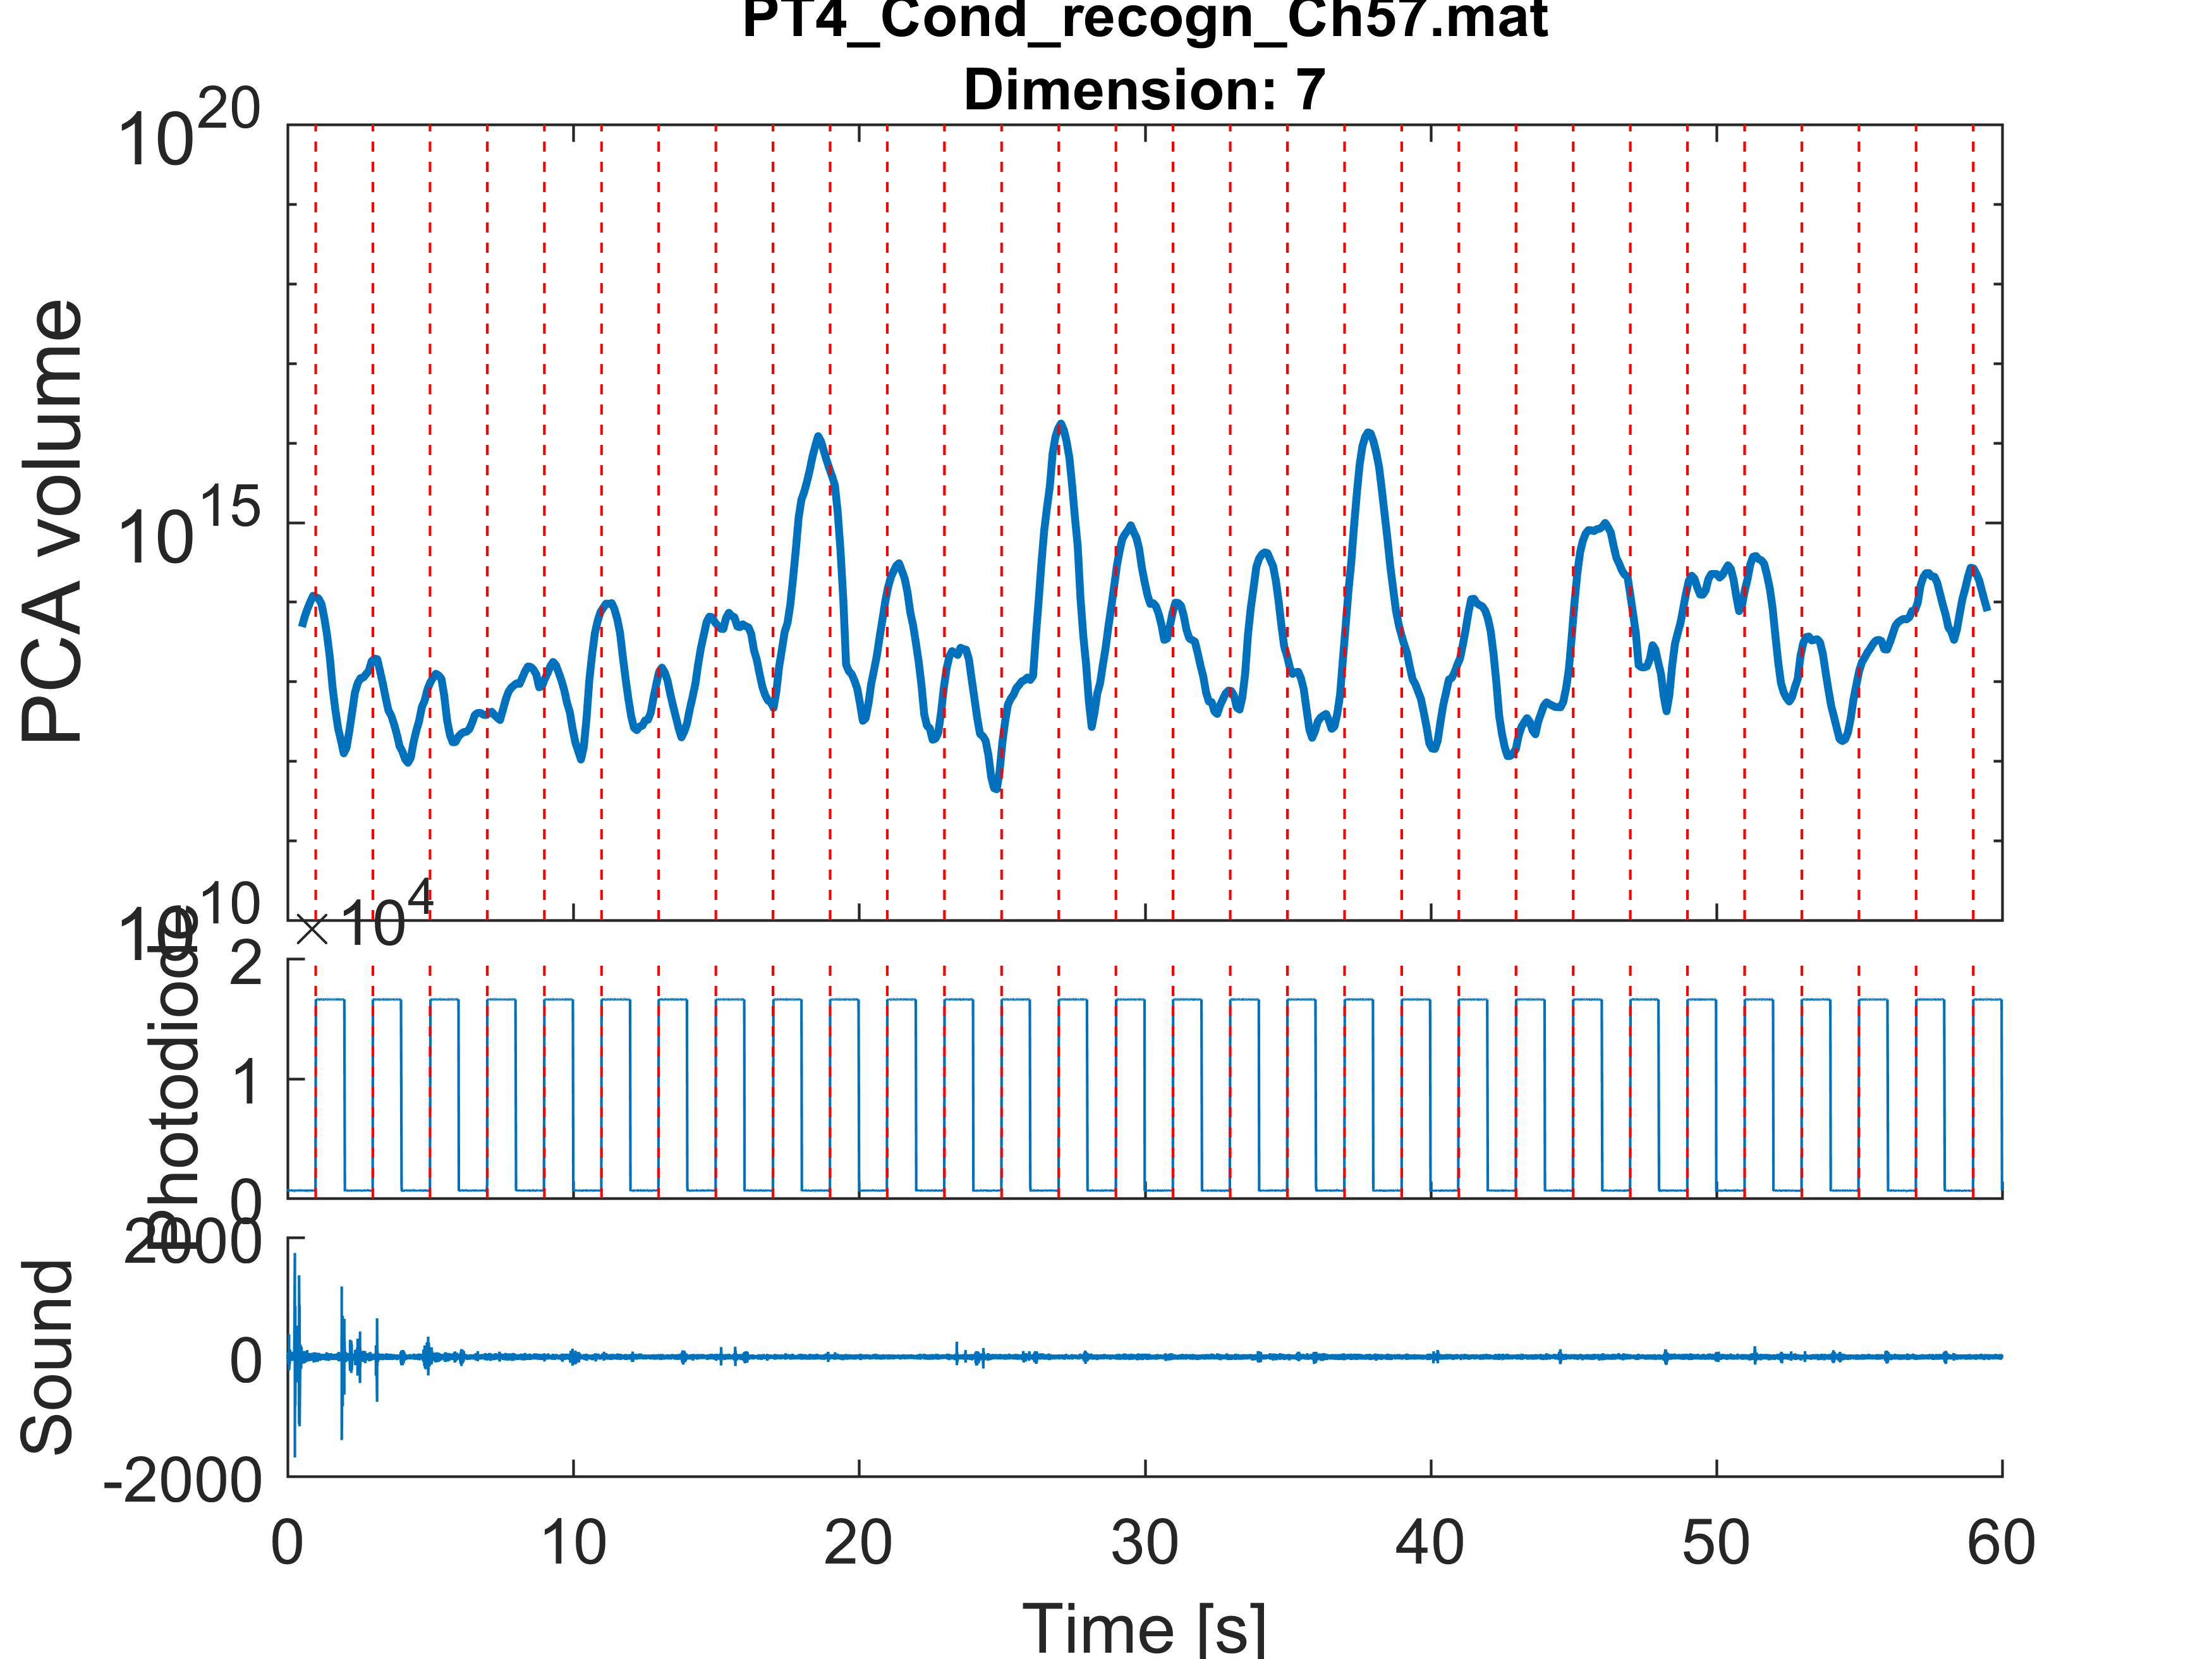 PT4_Cond_recogn_Ch57.mat
Dimension: 7
PCA volume
10^20
10^15
10^10
×10^4
Photodiode
2
1
0
Sound
2000
0
-2000
0 10 20 30 40 50 60
Time [s]